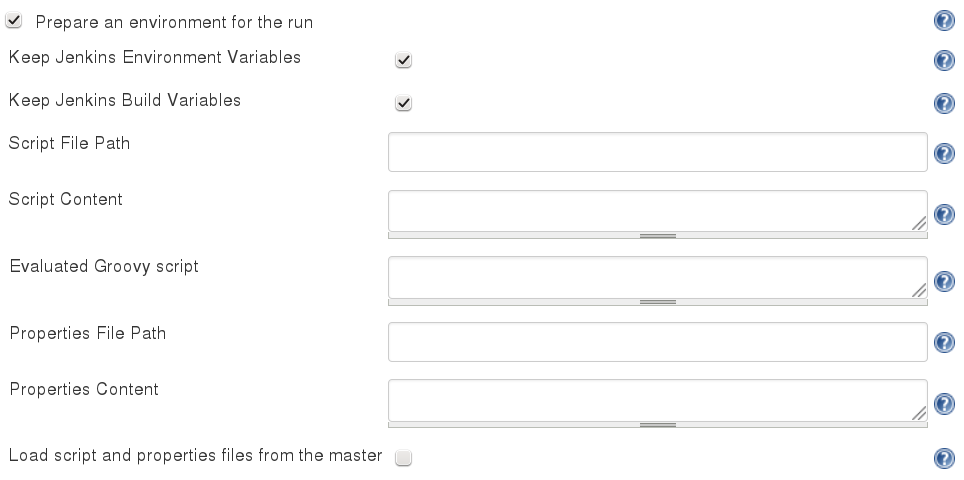 Prepare an environment for the run
Keep Jenkins Environment Variables
Keep Jenkins Build Variables
Script File Path
Script Content
Evaluated Groovy script
Properties File Path
Properties Content
Load script and properties files from the master